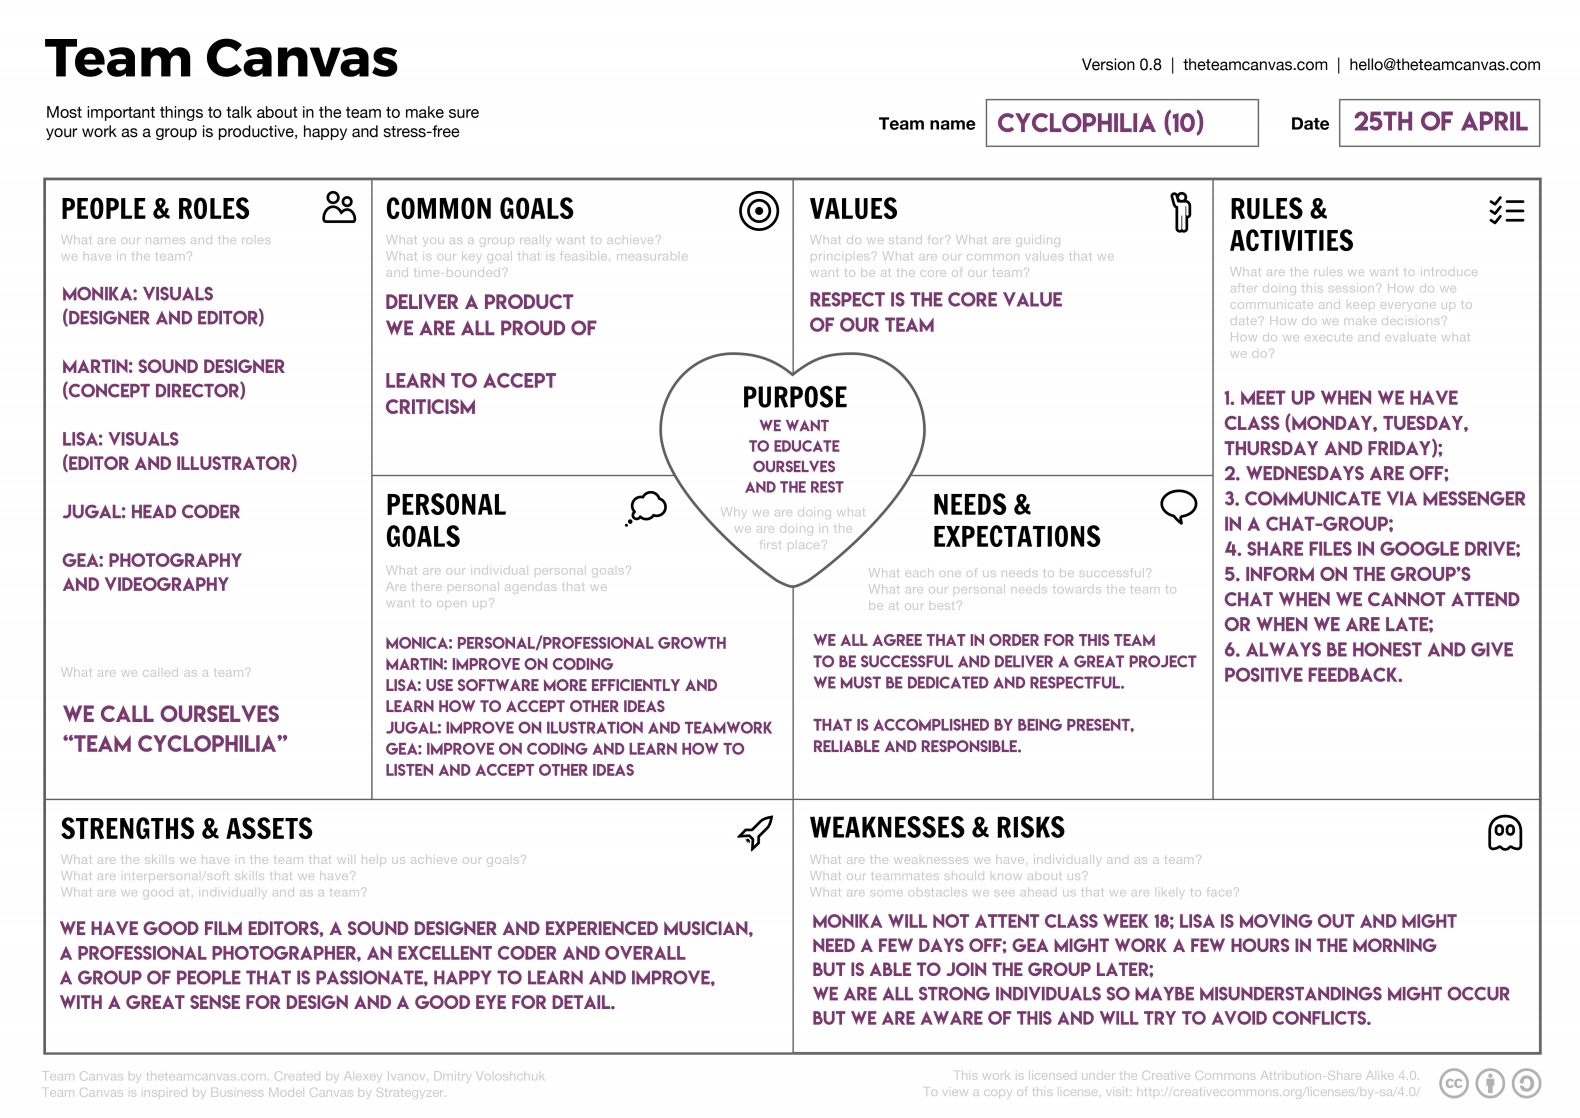 Team Canvas
Most important things to talk about in the team to make sure
your work as a group is productive, happy and stress-free
Version 0.8 | theteamcanvas.com | hello@theteamcanvas.com
Team name
CYCLOPHILIA (10)
Date
25TH OF APRIL
PEOPLE & ROLES
What are our names and the roles
we have in the team?
MONIKA: VISUALS
(DESIGNER AND EDITOR)
MARTIN: SOUND DESIGNER
(CONCEPT DIRECTOR)
LISA: VISUALS
(EDITOR AND ILLUSTRATOR)
JUGAL: HEAD CODER
GEA: PHOTOGRAPHY
AND VIDEOGRAPHY
What are we called as a team?
WE CALL OURSELVES
“TEAM CYCLOPHILIA”
COMMON GOALS
What you as a group really want to achieve?
What is our key goal that is feasible, measurable
and time-bounded?
DELIVER A PRODUCT
WE ARE ALL PROUD OF
LEARN TO ACCEPT
CRITICISM
VALUES
What do we stand for? What are guiding
principles? What are our common values that we
want to be at the core of our team?
RESPECT IS THE CORE VALUE
OF OUR TEAM
RULES &
ACTIVITIES
What are the rules we want to introduce
after doing this session? How do we
communicate and keep everyone up to
date? How do we make decisions?
How do we execute and evaluate what
we do?
1. MEET UP WHEN WE HAVE
CLASS (MONDAY, TUESDAY,
THURSDAY AND FRIDAY);
2. WEDNESDAYS ARE OFF;
3. COMMUNICATE VIA MESSENGER
IN A CHAT-GROUP;
4. SHARE FILES IN GOOGLE DRIVE;
5. INFORM ON THE GROUP’S
CHAT WHEN WE CANNOT ATTEND
OR WHEN WE ARE LATE;
6. ALWAYS BE HONEST AND GIVE
POSITIVE FEEDBACK.
PURPOSE
WE WANT
TO EDUCATE
OURSELVES
AND THE REST
Why we are doing what
we are doing in the
first place?
PERSONAL
GOALS
What are our individual personal goals?
Are there personal agendas that we
want to open up?
MONICA: PERSONAL/PROFESSIONAL GROWTH
MARTIN: IMPROVE ON CODING
LISA: USE SOFTWARE MORE EFFICIENTLY AND
LEARN HOW TO ACCEPT OTHER IDEAS
JUGAL: IMPROVE ON ILUSTRATION AND TEAMWORK
GEA: IMPROVE ON CODING AND LEARN HOW TO
LISTEN AND ACCEPT OTHER IDEAS
NEEDS &
EXPECTATIONS
What each one of us needs to be successful?
What are our personal needs towards the team to
be at our best?
WE ALL AGREE THAT IN ORDER FOR THIS TEAM
TO BE SUCCESSFUL AND DELIVER A GREAT PROJECT
WE MUST BE DEDICATED AND RESPECTFUL.
THAT IS ACCOMPLISHED BY BEING PRESENT,
RELIABLE AND RESPONSIBLE.
STRENGTHS & ASSETS
What are the skills we have in the team that will help us achieve our goals?
What are interpersonal/soft skills that we have?
What are we good at, individually and as a team?
WE HAVE GOOD FILM EDITORS, A SOUND DESIGNER AND EXPERIENCED MUSICIAN,
A PROFESSIONAL PHOTOGRAPHER, AN EXCELLENT CODER AND OVERALL
A GROUP OF PEOPLE THAT IS PASSIONATE, HAPPY TO LEARN AND IMPROVE,
WITH A GREAT SENSE FOR DESIGN AND A GOOD EYE FOR DETAIL.
WEAKNESSES & RISKS
What are the weaknesses we have, individually and as a team?
What our teammates should know about us?
What are some obstacles we see ahead us that we are likely to face?
MONIKA WILL NOT ATTENT CLASS WEEK 18; LISA IS MOVING OUT AND MIGHT
NEED A FEW DAYS OFF; GEA MIGHT WORK A FEW HOURS IN THE MORNING
BUT IS ABLE TO JOIN THE GROUP LATER;
WE ARE ALL STRONG INDIVIDUALS SO MAYBE MISUNDERSTANDINGS MIGHT OCCUR
BUT WE ARE AWARE OF THIS AND WILL TRY TO AVOID CONFLICTS.
Team Canvas by theteamcanvas.com. Created by Alexey Ivanov, Dmitry Voloshchuk
Team Canvas is inspired by Business Model Canvas by Strategyzer.
This work is licensed under the Creative Commons Attribution-Share Alike 4.0.
To view a copy of this license, visit: http://creativecommons.org/licenses/by-sa/4.0/
cc